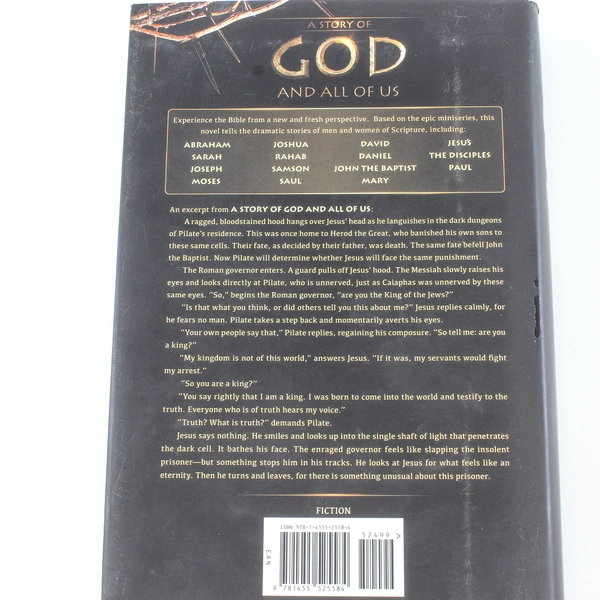 A STORY OF
GOD
AND ALL OF US
Experience the Bible from a new and fresh perspective. Based on the epic miniseries, this
novel tells the dramatic stories of men and women of Scripture, including:
ABRAHAM JOSHUA DAVID JESUS
SARAH RAHAB DANIEL THE DISCIPLES
JOSEPH SAMSON JOHN THE BAPTIST PAUL
MOSES SAUL MARY
An excerpt from A STORY OF GOD AND ALL OF US:
A ragged, bloodstained hood hangs over Jesus' head as he languishes in the dark dungeons
of Pilate's residence. This was once home to Herod the Great, who banished his own sons to
these same cells. Their fate, as decided by their father, was death. The same fate befell John
the Baptist. Now Pilate will determine whether Jesus will face the same punishment.
The Roman governor enters. A guard pulls off Jesus' hood. The Messiah slowly raises his
eyes and looks directly at Pilate, who is unnerved, just as Caiaphas was unnerved by these
same eyes. "So," begins the Roman governor, "are you the King of the Jews?"
"Is that what you think, or did others tell you this about me?" Jesus replies calmly, for
he fears no man. Pilate takes a step back and momentarily averts his eyes.
"Your own people say that," Pilate replies, regaining his composure. "So tell me: are you
a king?"
"My kingdom is not of this world," answers Jesus. "If it was, my servants would fight
my arrest."
"So you are a king?"
"You say rightly that I am a king. I was born to come into the world and testify to the
truth. Everyone who is of truth hears my voice."
"Truth? What is truth?" demands Pilate.
Jesus says nothing. He smiles and looks up into the single shaft of light that penetrates
the dark cell. It bathes his face. The enraged governor feels like slapping the insolent
prisoner—but something stops him in his tracks. He looks at Jesus for what feels like an
eternity. Then he turns and leaves, for there is something unusual about this prisoner.
FICTION
ISBN 978-1-4555-2558-4
52499 >
EAN
9 781455 525584